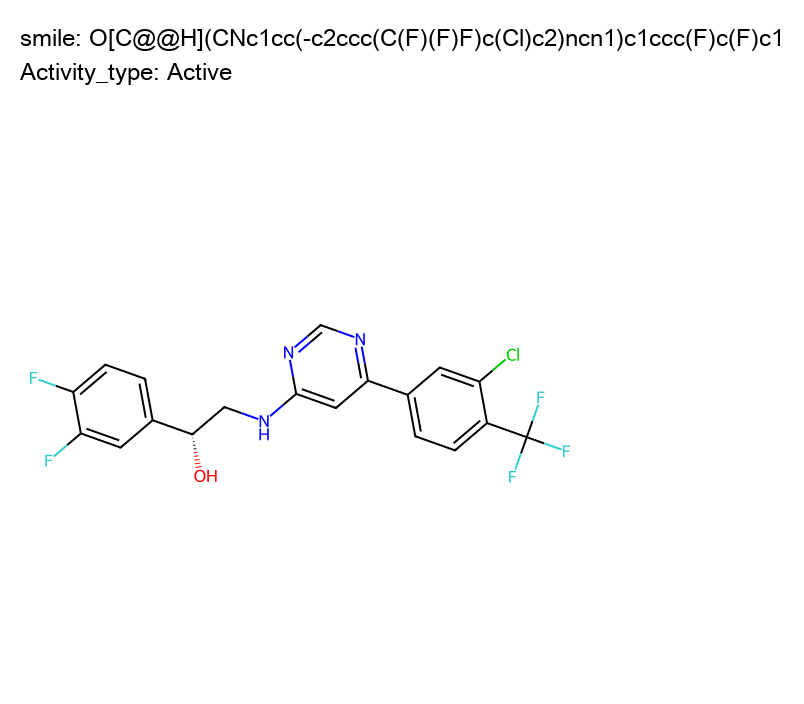 smile: O[C@@H](CNc1cc(-c2ccc(C(F)(F)F)c(Cl)c2)ncn1)c1ccc(F)c(F)c1
Activity_type: Active
N
N
Cl
F
F
F
N
H
F
F
OH